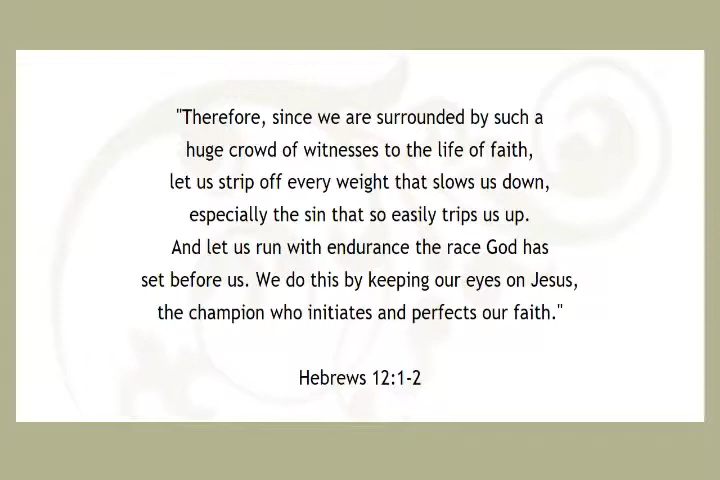 "Therefore, since we are surrounded by such a
huge crowd of witnesses to the life of faith,
let us strip off every weight that slows us down,
especially the sin that so easily trips us up.
And let us run with endurance the race God has
set before us. We do this by keeping our eyes on Jesus,
the champion who initiates and perfects our faith."
Hebrews 12:1-2